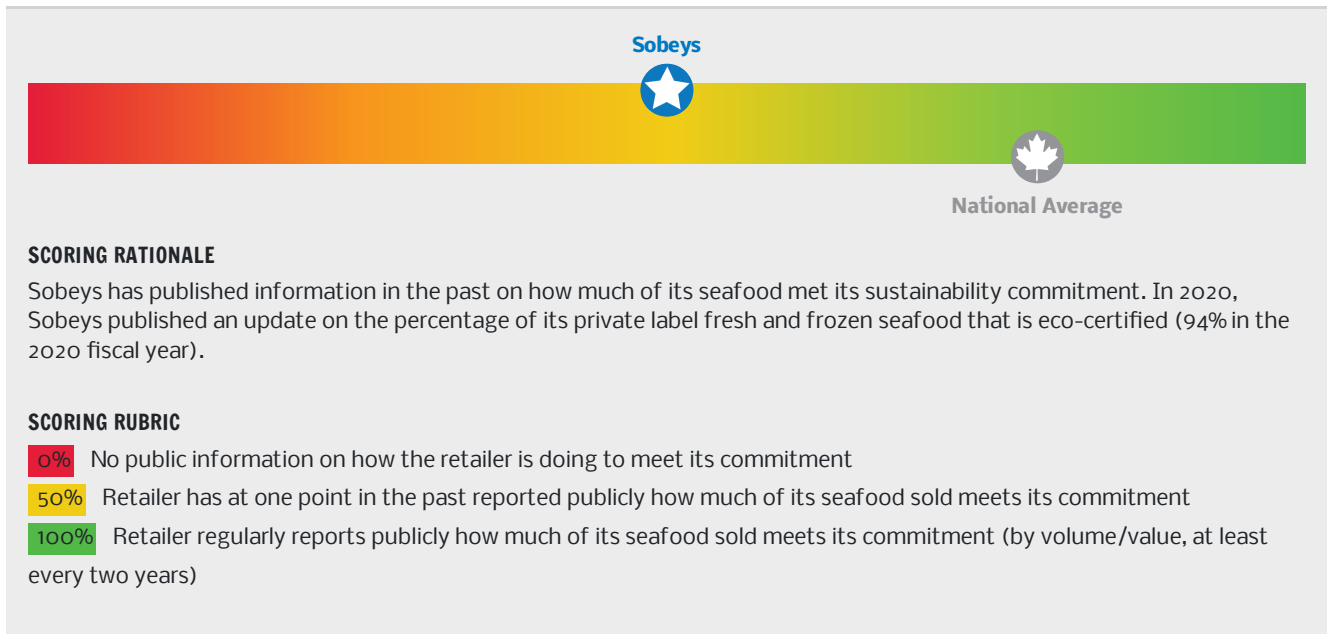 Sobeys
National Average
SCORING RATIONALE
Sobeys has published information in the past on how much of its seafood met its sustainability commitment. In 2020,
Sobeys published an update on the percentage of its private label fresh and frozen seafood that is eco-certified (94% in the
2020 fiscal year).
SCORING RUBRIC
0% No public information on how the retailer is doing to meet its commitment
50% Retailer has at one point in the past reported publicly how much of its seafood sold meets its commitment
100% Retailer regularly reports publicly how much of its seafood sold meets its commitment (by volume/value, at least
every two years)